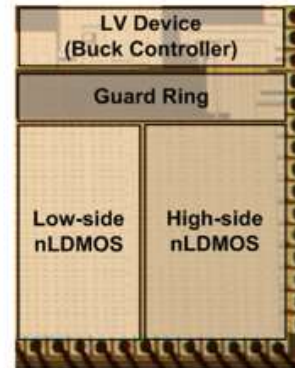 LV Device
(Buck Controller)
Guard Ring
Low-side
nLDMOS
High-side
nLDMOS